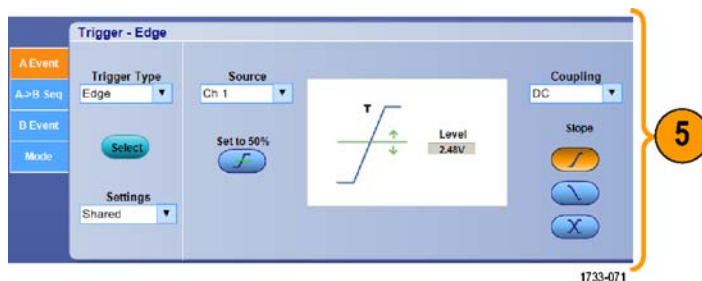 Trigger - Edge
A Event
A->B Seq
B Event
Mode
Trigger Type
Edge
Select
Settings
Shared
Source
Ch 1
Set to 50%
T
Level
2.48V
Coupling
DC
Slope
5
1733-071